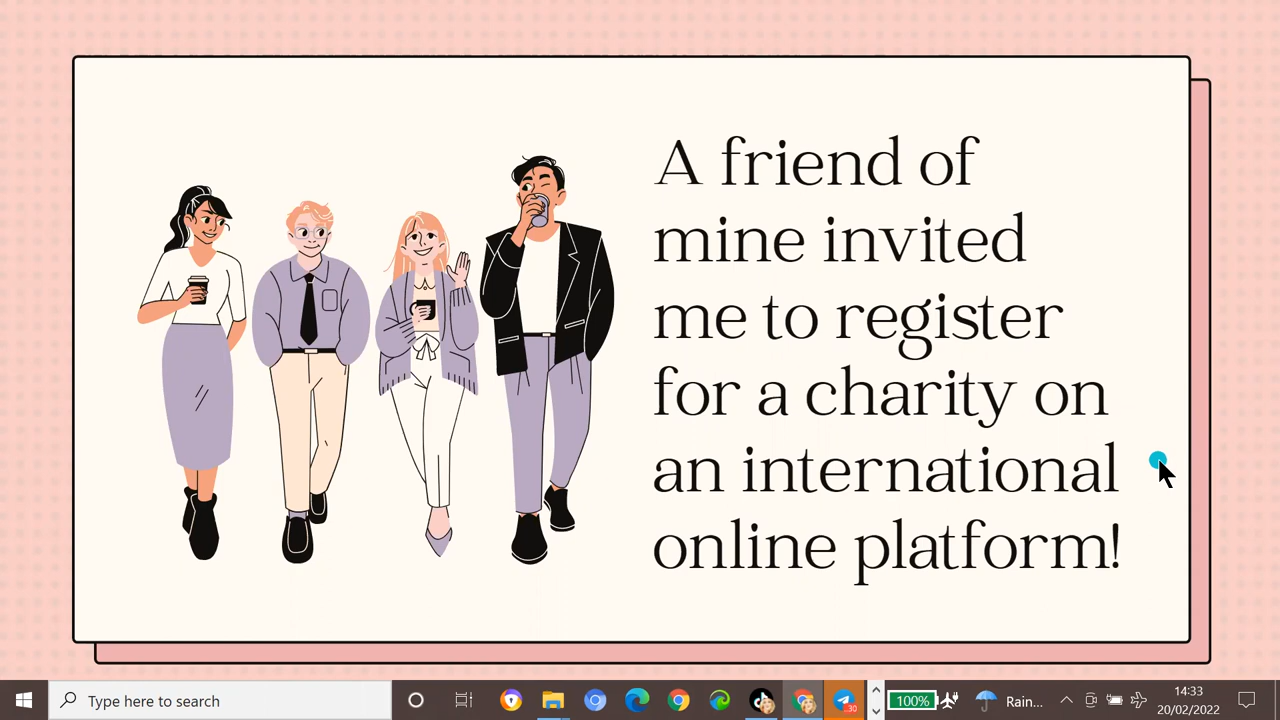 A friend of
mine invited
me to register
for a charity on
an international
online platform!
Type here to search
30
100%
Rain...
14:33
20/02/2022